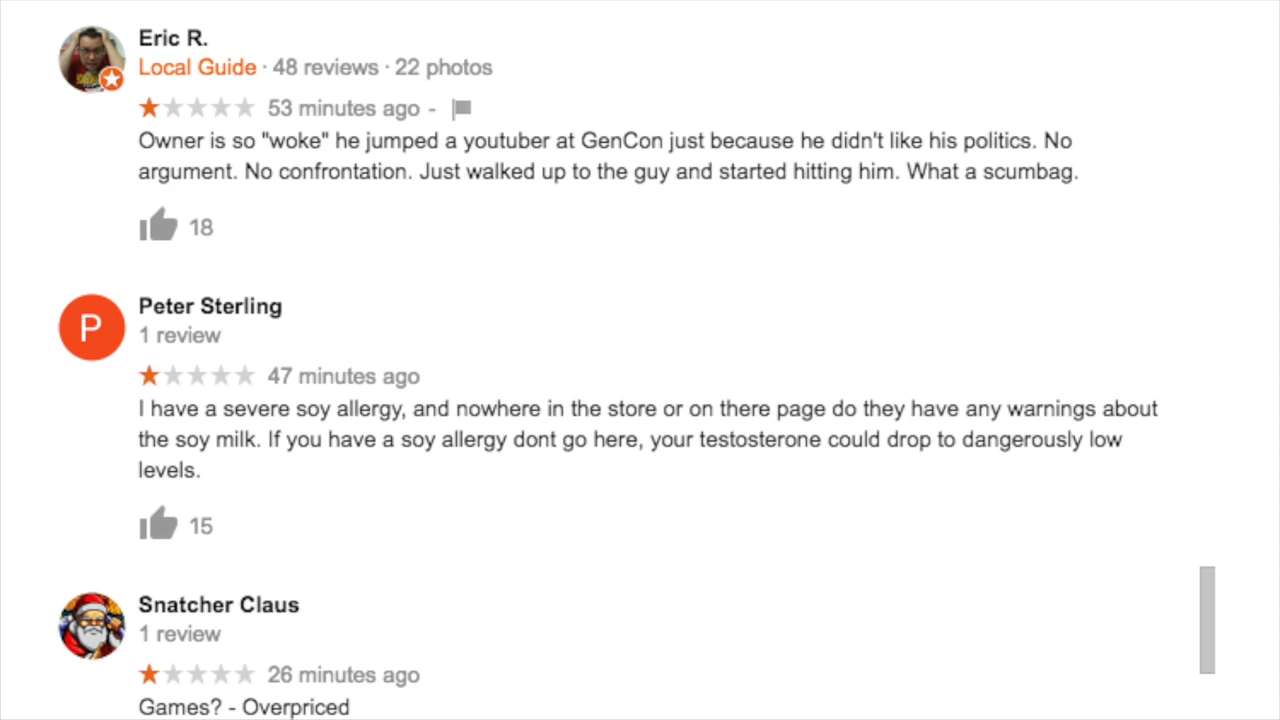 Eric R.
Local Guide · 48 reviews · 22 photos
53 minutes ago -
Owner is so "woke" he jumped a youtuber at GenCon just because he didn't like his politics. No
argument. No confrontation. Just walked up to the guy and started hitting him. What a scumbag.
18
P
Peter Sterling
1 review
47 minutes ago
I have a severe soy allergy, and nowhere in the store or on there page do they have any warnings about
the soy milk. If you have a soy allergy dont go here, your testosterone could drop to dangerously low
levels.
15
Snatcher Claus
1 review
26 minutes ago
Games? - Overpriced